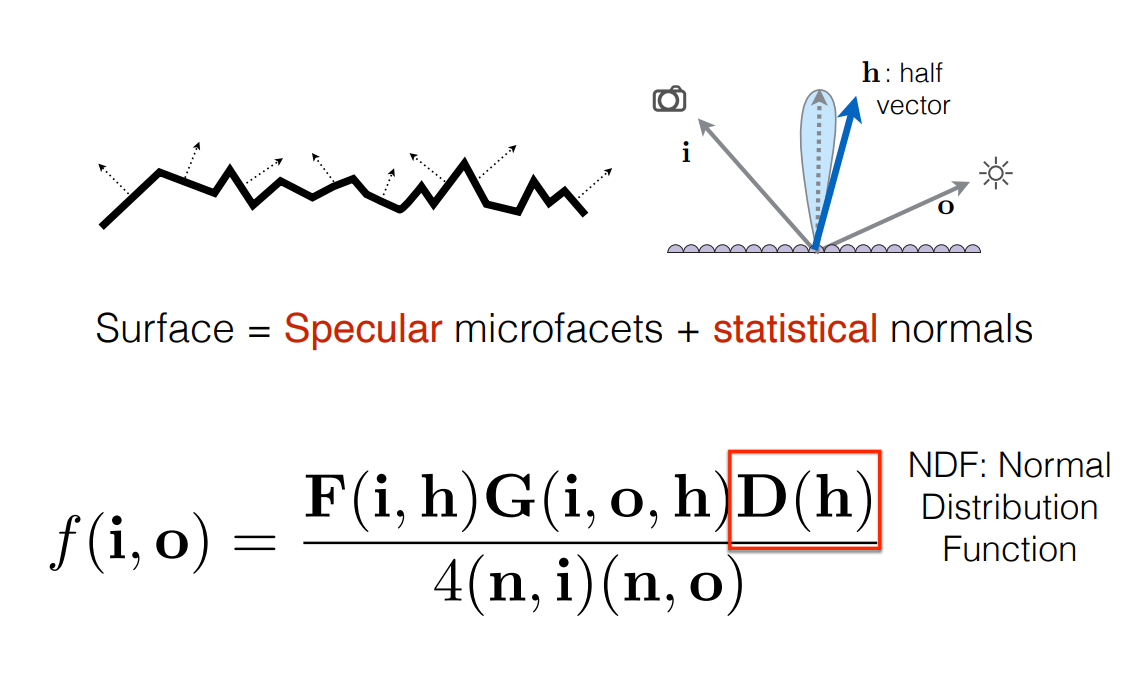 h : half
vector
i
o
Surface = Specular microfacets + statistical normals
f(i, o) = F(i, h)G(i, o, h)D(h) / 4(n, i)(n, o)
NDF: Normal
Distribution
Function